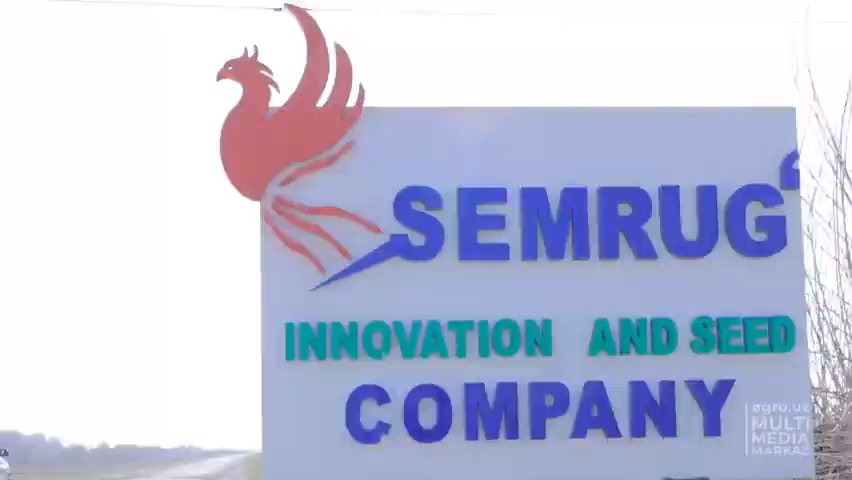 SEMRUG‘
INNOVATION AND SEED
COMPANY
agro.uz
MULTI
MEDIA
MARKAZ